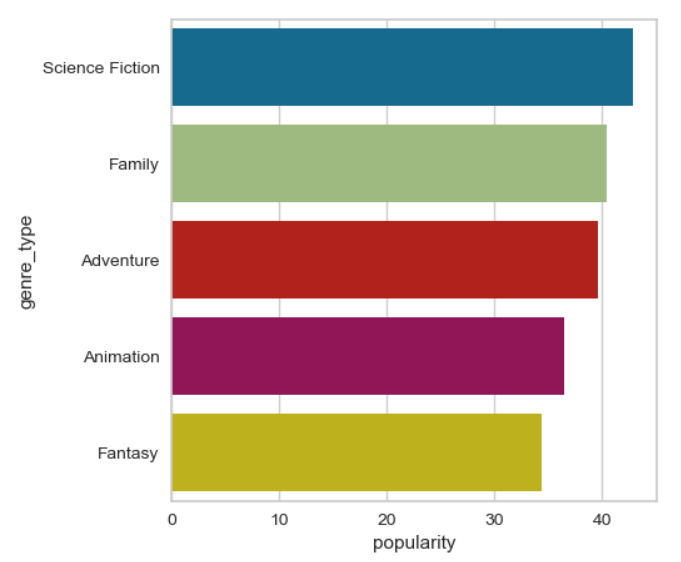 Science Fiction
Family
Adventure
Animation
Fantasy
genre_type
0 10 20 30 40
popularity